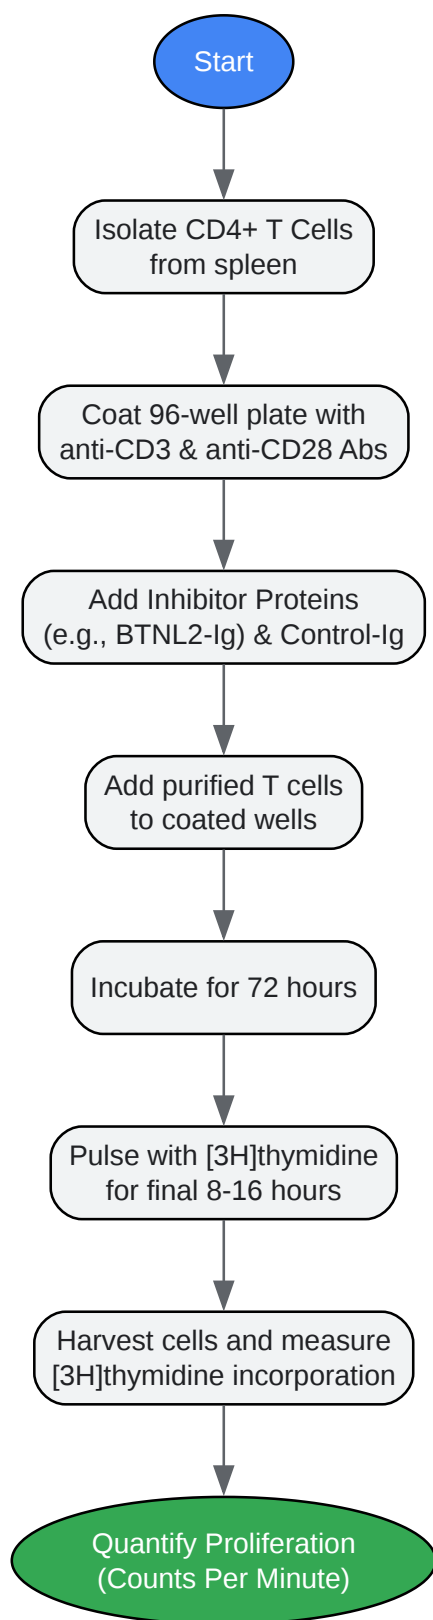 Start
Isolate CD4+ T Cells
from spleen
Coat 96-well plate with
anti-CD3 & anti-CD28 Abs
Add Inhibitor Proteins
(e.g., BTNL2-Ig) & Control-Ig
Add purified T cells
to coated wells
Incubate for 72 hours
Pulse with [3H]thymidine
for final 8-16 hours
Harvest cells and measure
[3H]thymidine incorporation
Quantify Proliferation
(Counts Per Minute)